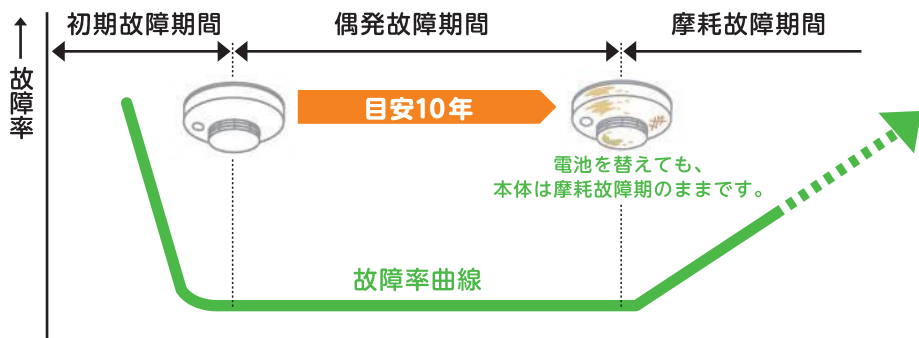 初期故障期間
偶発故障期間
摩耗故障期間
故障率
目安10年
電池を替えても、
本体は摩耗故障期のままです。
故障率曲線